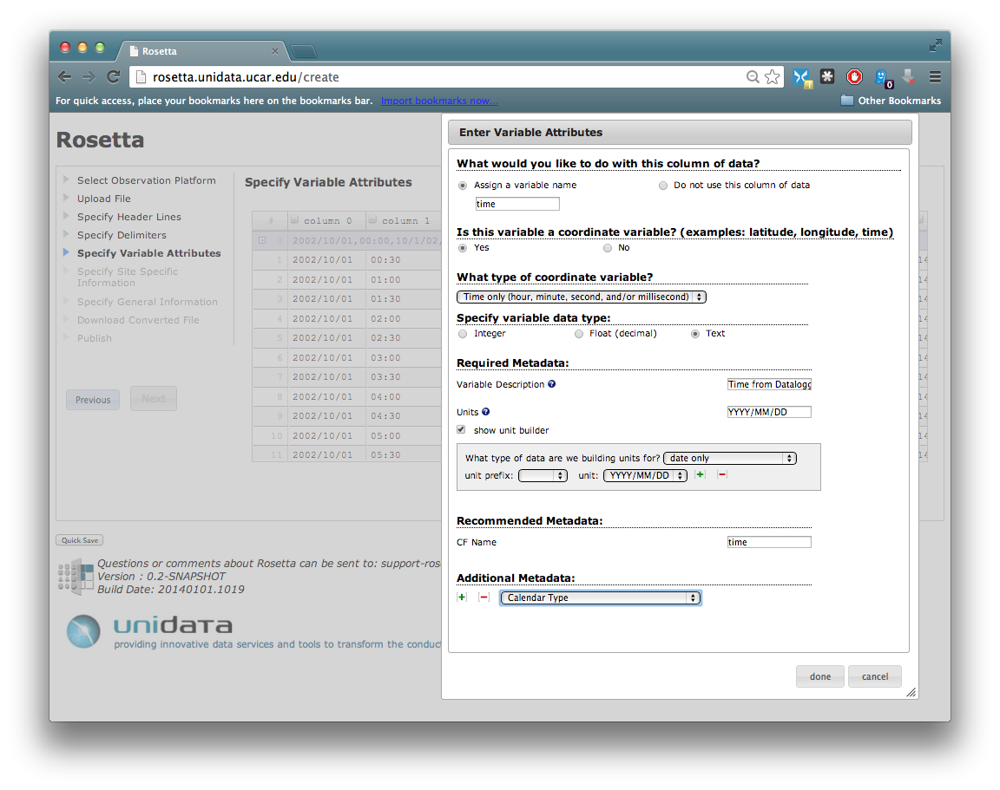 Rosetta
rosetta.unidata.ucar.edu/create
0
For quick access, place your bookmarks here on the bookmarks bar. Import bookmarks now... Other Bookmarks
Rosetta
Select Observation Platform
Upload File
Specify Header Lines
Specify Delimiters
Specify Variable Attributes
Specify Site Specific
Information
Specify General Information
Download Converted File
Publish
Previous Next
Specify Variable Attributes
# column 0 column 1
0 2002/10/01,00:00,10/1/02,
1 2002/10/01 00:30
2 2002/10/01 01:00
3 2002/10/01 01:30
4 2002/10/01 02:00
5 2002/10/01 02:30
6 2002/10/01 03:00
7 2002/10/01 03:30
8 2002/10/01 04:00
9 2002/10/01 04:30
10 2002/10/01 05:00
11 2002/10/01 05:30
Quick Save
Questions or comments about Rosetta can be sent to: support-ros
Version : 0.2-SNAPSHOT
Build Date: 20140101.1019
unidata
providing innovative data services and tools to transform the conduc
Enter Variable Attributes
What would you like to do with this column of data?
Assign a variable name Do not use this column of data
time
Is this variable a coordinate variable? (examples: latitude, longitude, time)
Yes No
What type of coordinate variable?
Time only (hour, minute, second, and/or millisecond)
Specify variable data type:
Integer Float (decimal) Text
Required Metadata:
Variable Description ? Time from Datalogg
Units ? YYYY/MM/DD
show unit builder
What type of data are we building units for? date only
unit prefix: unit: YYYY/MM/DD + −
Recommended Metadata:
CF Name time
Additional Metadata:
+ − Calendar Type
done cancel